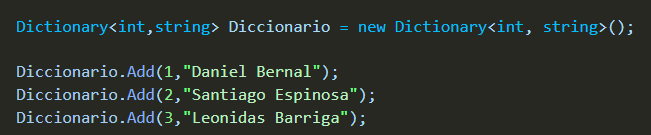 Dictionary<int,string> Diccionario = new Dictionary<int, string>();
Diccionario.Add(1,"Daniel Bernal");
Diccionario.Add(2,"Santiago Espinosa");
Diccionario.Add(3,"Leonidas Barriga");